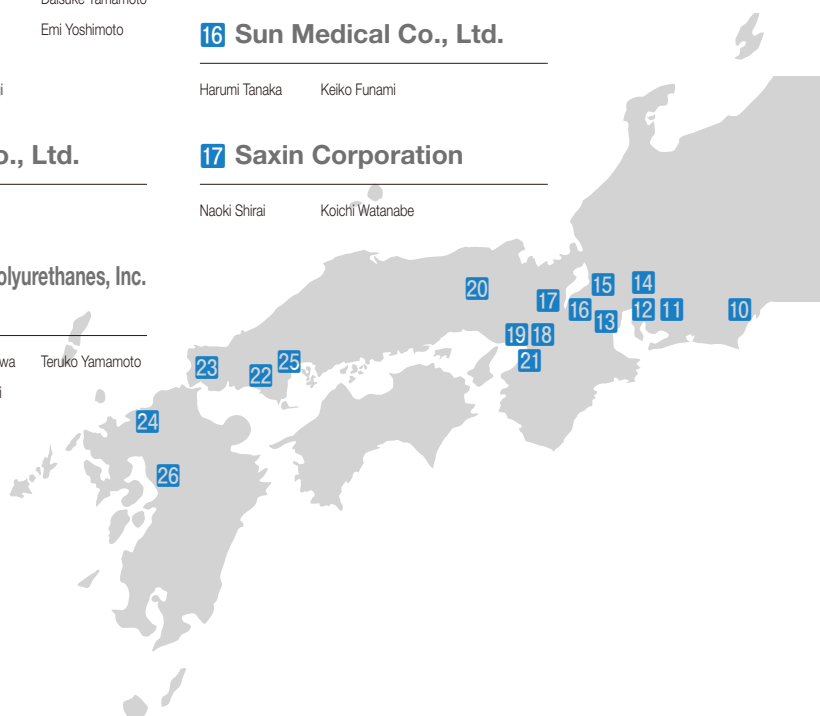 Daisuke Yamamoto
Emi Yoshimoto
i
o., Ltd.
olyurethanes, Inc.
wa Teruko Yamamoto
i
16 Sun Medical Co., Ltd.
Harumi Tanaka Keiko Funami
17 Saxin Corporation
Naoki Shirai Koichi Watanabe
20
17
15
14
16
13
12
11
10
19
18
21
23
22
25
24
26